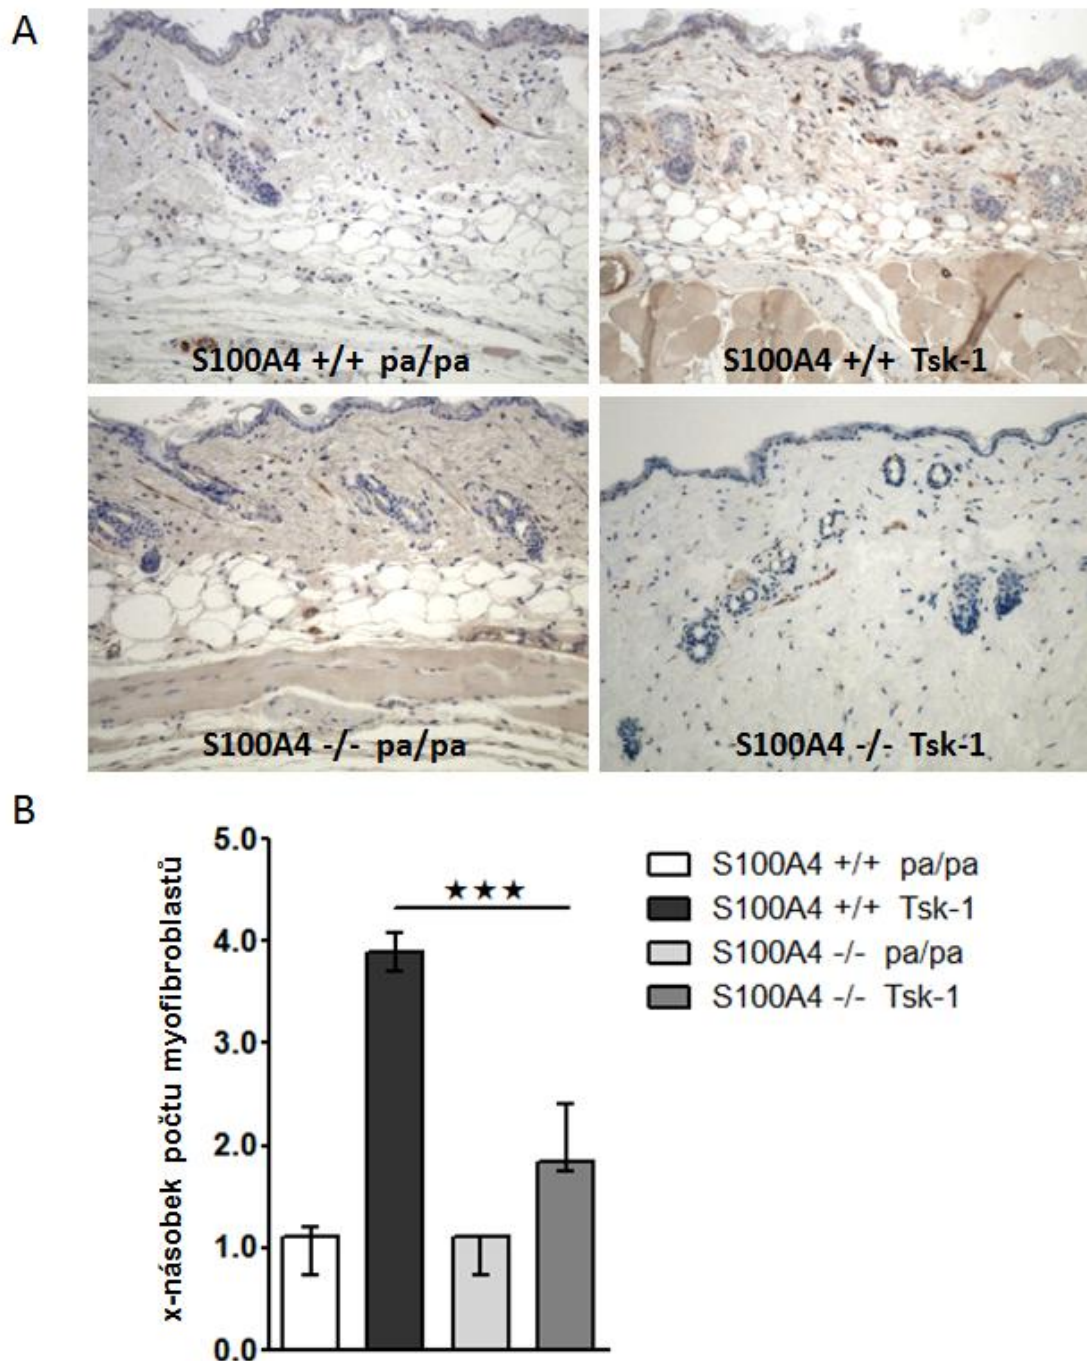 A
S100A4 +/+ pa/pa
S100A4 +/+ Tsk-1
S100A4 -/- pa/pa
S100A4 -/- Tsk-1
B
x-násobek počtu myofibroblastů
5.0
4.0
3.0
2.0
1.0
0.0
★★★
S100A4 +/+ pa/pa
S100A4 +/+ Tsk-1
S100A4 -/- pa/pa
S100A4 -/- Tsk-1